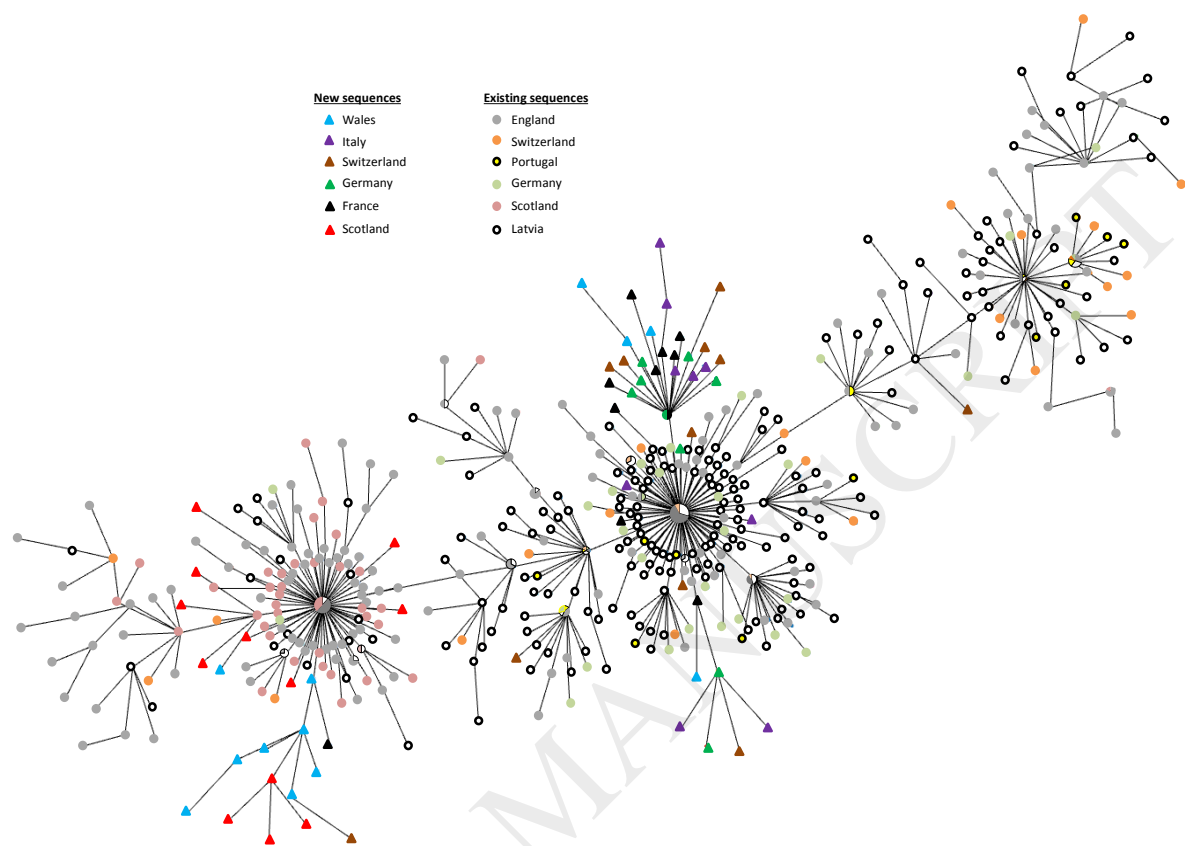 New sequences
Wales
Italy
Switzerland
Germany
France
Scotland
Existing sequences
England
Switzerland
Portugal
Germany
Scotland
Latvia
MANUSCRIPT